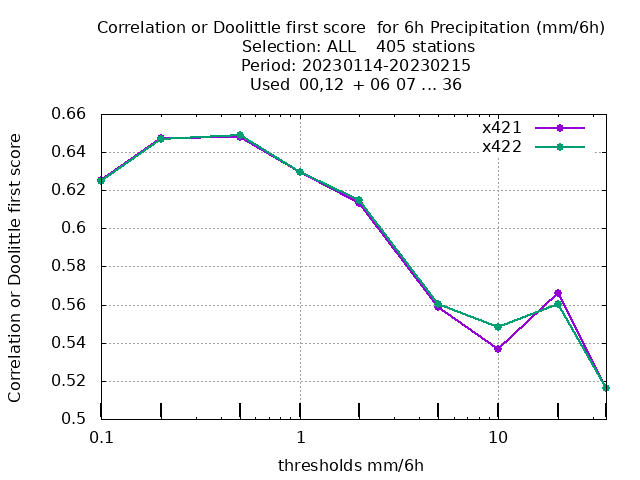 Correlation or Doolittle first score  for 6h Precipitation (mm/6h)
Selection: ALL    405 stations
Period: 20230114-20230215
Used  00,12  + 06 07 ... 36
x421
x422
Correlation or Doolittle first score
0.66
0.64
0.62
0.6
0.58
0.56
0.54
0.52
0.5
0.1
1
10
thresholds mm/6h